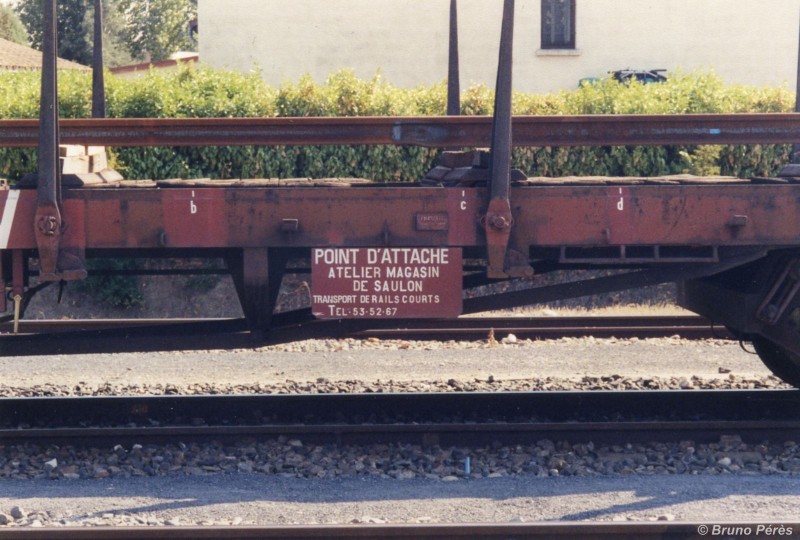 b
c
d
POINT D'ATTACHE
ATELIER MAGASIN
DE SAULON
TRANSPORT DE RAILS COURTS
TEL-53-52-67
© Bruno Pérès